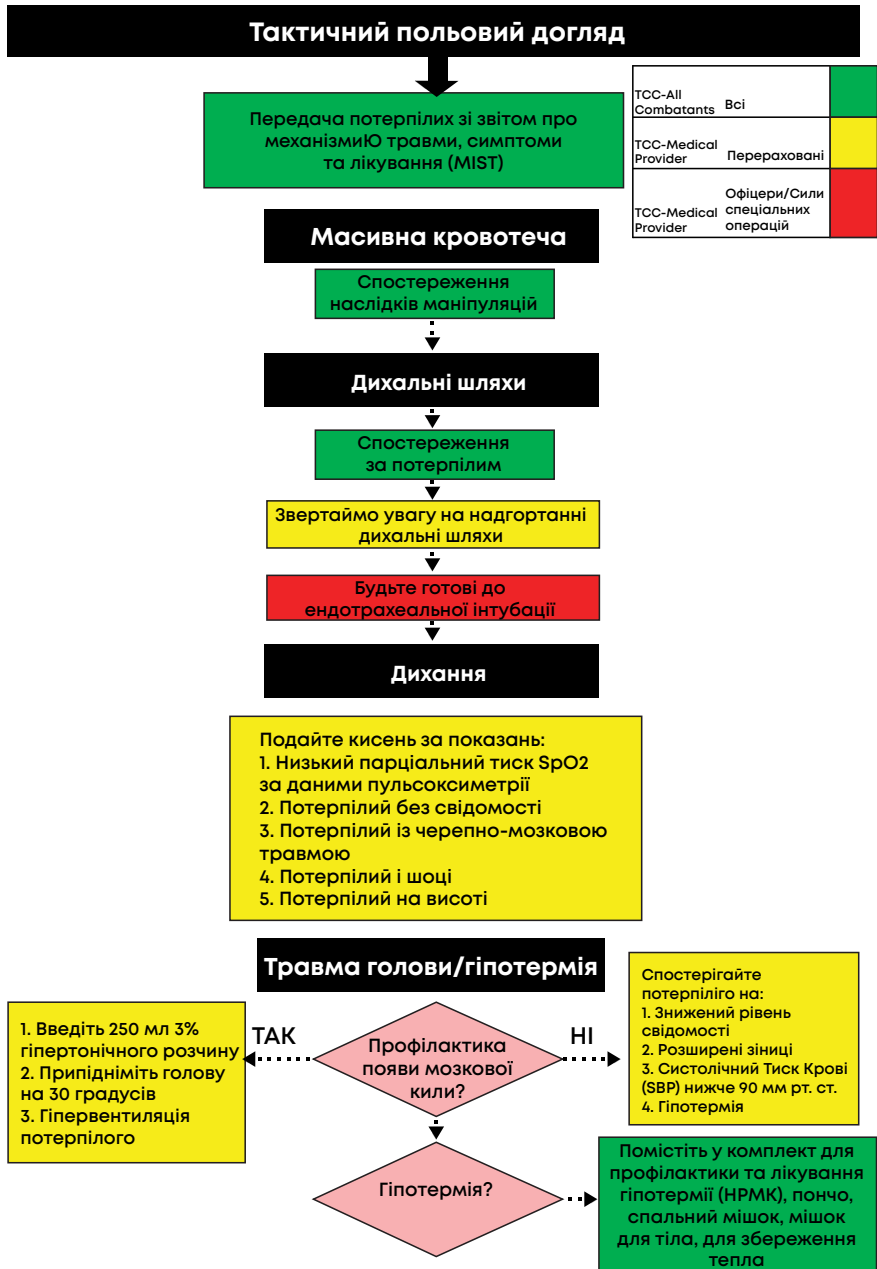 Тактичний польовий догляд
Передача потерпілих зі звітом про
механізмиЮ травми, симптоми
та лікування (MIST)
TCC-All
Combatants
Всі
TCC-Medical
Provider
Перераховані
TCC-Medical
Provider
Офіцери/Сили
спеціальних
операцій
Масивна кровотеча
Спостереження
наслідків маніпуляцій
Дихальні шляхи
Спостереження
за потерпілим
Звертаймо увагу на надгортанні
дихальні шляхи
Будьте готові до
ендотрахеальної інтубації
Дихання
Подайте кисень за показань:
1. Низький парціальний тиск SpO2
за даними пульсоксиметрії
2. Потерпілий без свідомості
3. Потерпілий із черепно-мозковою
травмою
4. Потерпілий і шоці
5. Потерпілий на висоті
Травма голови/гіпотермія
1. Введіть 250 мл 3%
гіпертонічного розчину
2. Припідніміть голову
на 30 градусів
3. Гіпервентиляція
потерпілого
ТАК
Профілактика
появи мозкової
кили?
НІ
Спостерігайте
потерпіліго на:
1. Знижений рівень
свідомості
2. Розширені зіниці
3. Систолічний Тиск Крові
(SBP) нижче 90 мм рт. ст.
4. Гіпотермія
Гіпотермія?
Помістіть у комплект для
профілактики та лікування
гіпотермії (НРМК), пончо,
спальний мішок, мішок
для тіла, для збереження
тепла